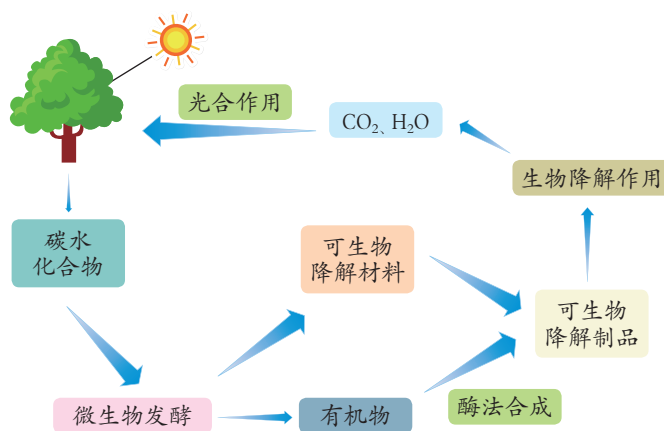 光合作用
CO₂、H₂O
生物降解作用
碳水
化合物
可生物
降解材料
可生物
降解制品
微生物发酵
有机物
酶法合成